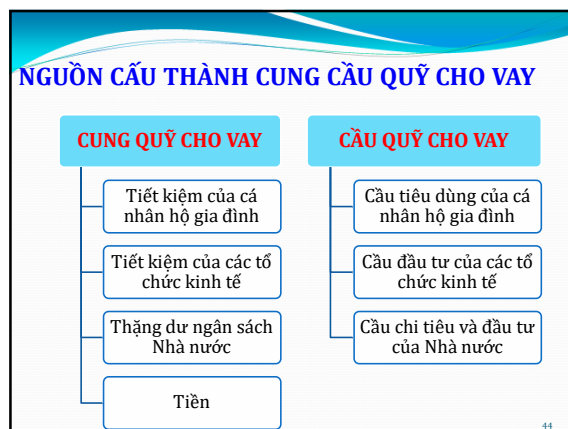 NGUỒN CẤU THÀNH CUNG CẦU QUỸ CHO VAY
CUNG QUỸ CHO VAY
Tiết kiệm của cá
nhân hộ gia đình
Tiết kiệm của các tổ
chức kinh tế
Thặng dư ngân sách
Nhà nước
Tiền
CẦU QUỸ CHO VAY
Cầu tiêu dùng của cá
nhân hộ gia đình
Cầu đầu tư của các tổ
chức kinh tế
Cầu chi tiêu và đầu tư
của Nhà nước
44